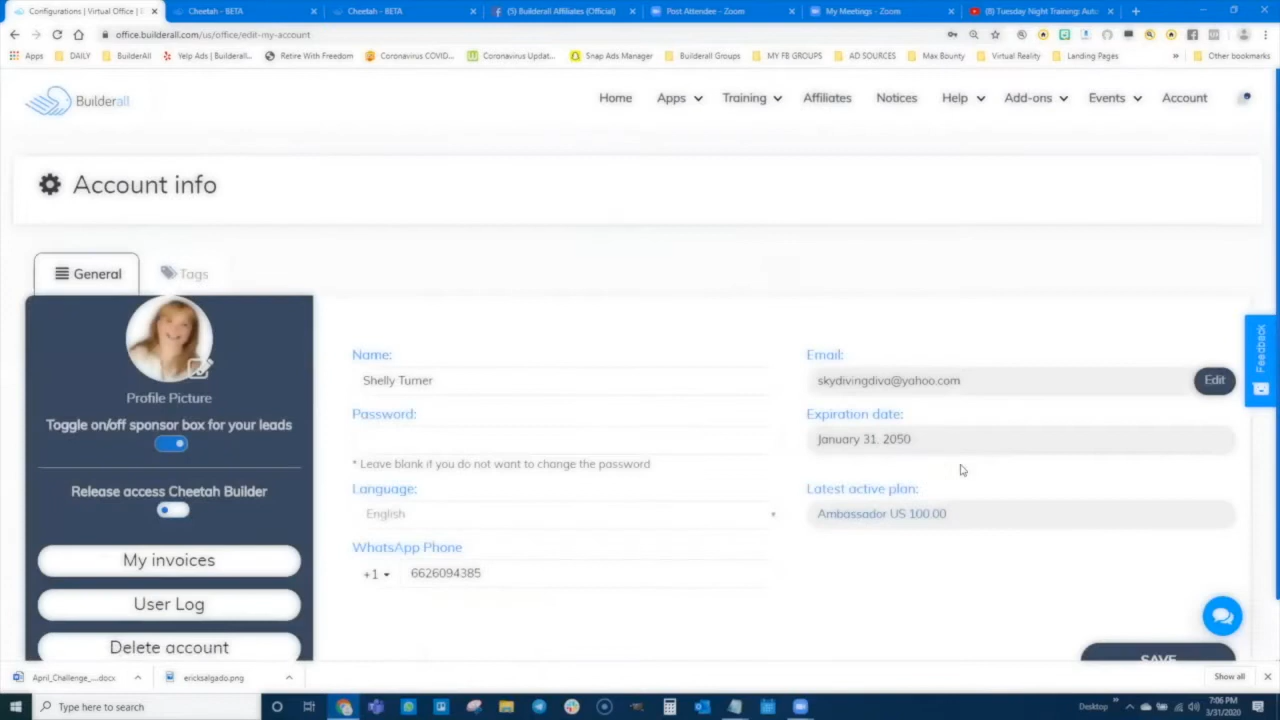 Configurations | Virtual Office | E
Cheetah - BETA
Cheetah - BETA
(5) Builderall Affiliates (Official)
Post Attendee - Zoom
My Meetings - Zoom
(8) Tuesday Night Training: Auto
office.builderall.com/us/office/edit-my-account
Apps
DAILY
BuilderAll
Yelp Ads | Builderall...
Retire With Freedom
Coronavirus COVID...
Coronavirus Updat...
Snap Ads Manager
Builderall Groups
MY FB GROUPS
AD SOURCES
Max Bounty
Virtual Reality
Landing Pages
»
Other bookmarks
Builderall
Home
Apps
Training
Affiliates
Notices
Help
Add-ons
Events
Account
Account info
General
Tags
Profile Picture
Toggle on/off sponsor box for your leads
Release access Cheetah Builder
My invoices
User Log
Delete account
Name:
Shelly Turner
Password:
* Leave blank if you do not want to change the password
Language:
English
WhatsApp Phone
+1
6626094385
Email:
skydivingdiva@yahoo.com
Edit
Expiration date:
January 31, 2050
Latest active plan:
Ambassador US 100.00
SAVE
Feedback
April_Challenge_....docx
ericksalgado.png
Show all
Type here to search
Desktop
7:06 PM
3/31/2020